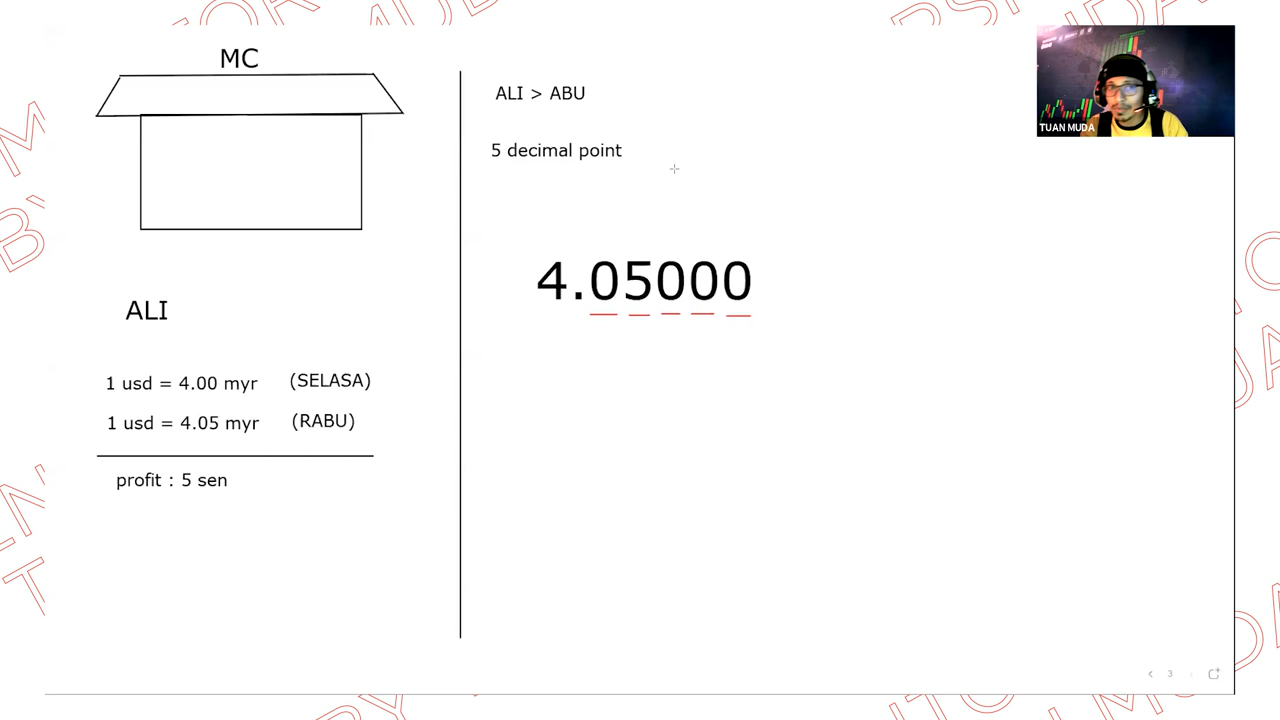 MC
ALI
1 usd = 4.00 myr (SELASA)
1 usd = 4.05 myr (RABU)
profit : 5 sen
ALI > ABU
5 decimal point
4.05000
TUAN MUDA
3